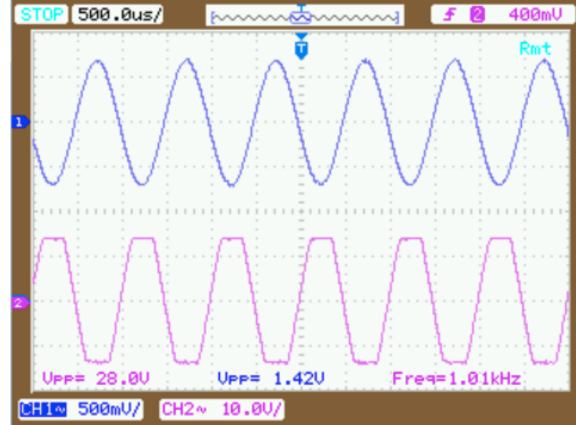 STOP 500.0us/ T 2 400mV
T
Rmt
1
2
Vpp= 28.0V Vpp= 1.42V Freq=1.01kHz
CH1~ 500mV/ CH2~ 10.0V/